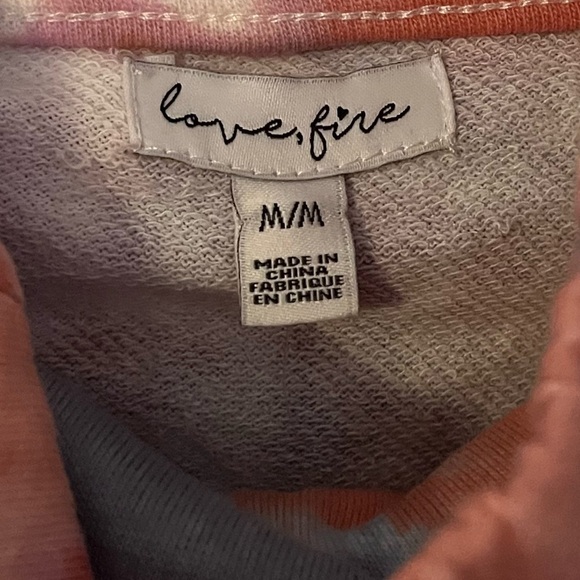 love, fire
M/M
MADE IN
CHINA
FABRIQUE
EN CHINE